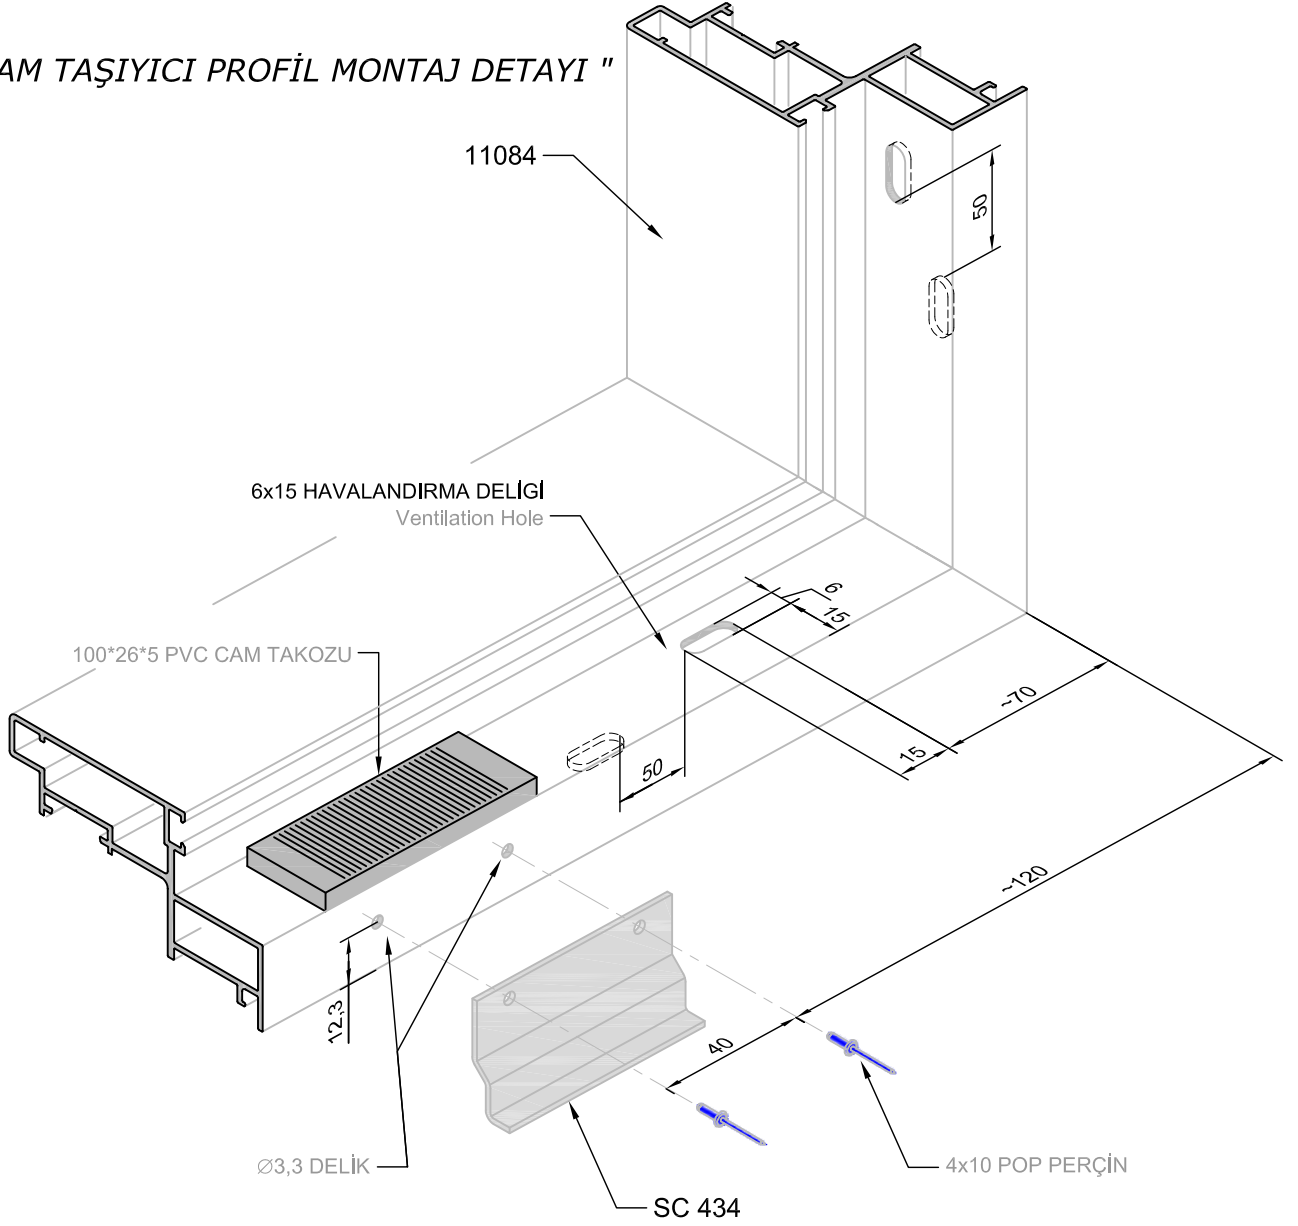 AM TAŞIYICI PROFİL MONTAJ DETAYI "
11084
50
6x15 HAVALANDIRMA DELİGİ
Ventilation Hole
6
15
100*26*5 PVC CAM TAKOZU
~70
15
50
~120
12,3
40
Ø3,3 DELİK
4x10 POP PERÇİN
SC 434